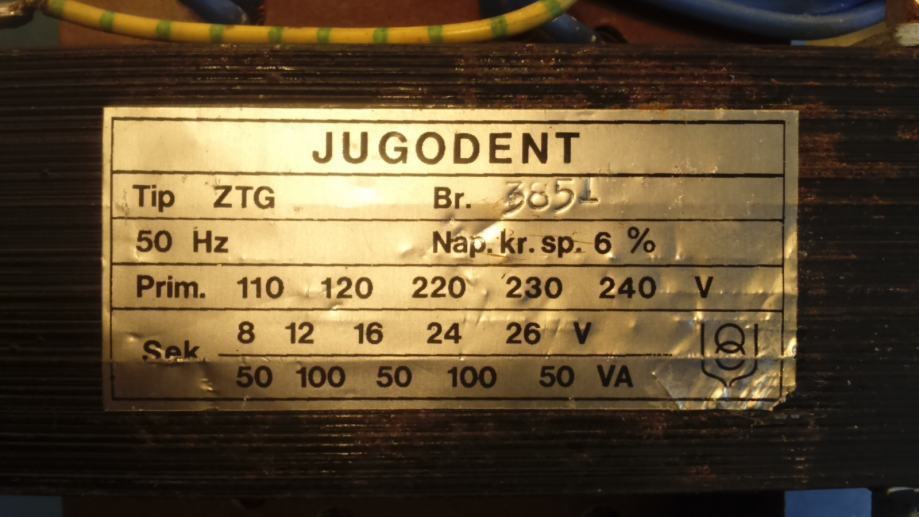 JUGODENT
Tip ZTG Br. 3851
50 Hz Nap. kr. sp. 6 %
Prim. 110 120 220 230 240 V
Sek. 8 12 16 24 26 V
50 100 50 100 50 VA